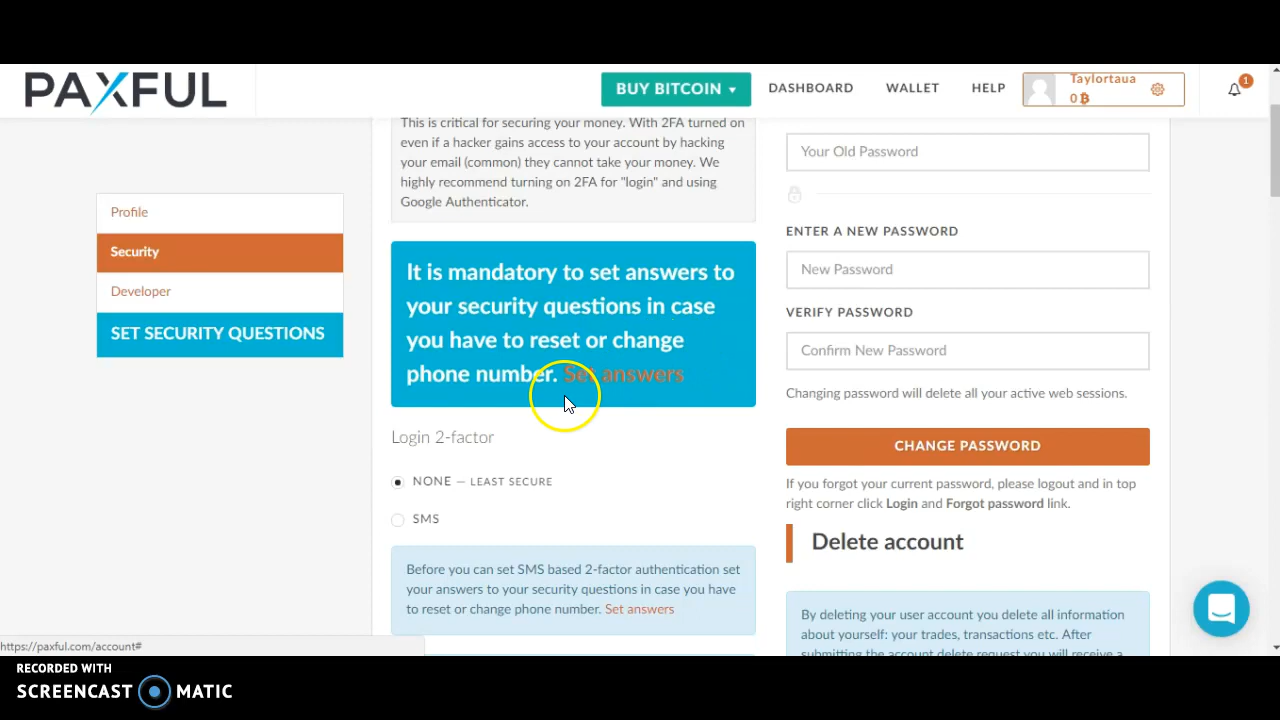 PAXFUL
BUY BITCOIN
DASHBOARD
WALLET
HELP
Taylortaua
0
1
Profile
Security
Developer
SET SECURITY QUESTIONS
This is critical for securing your money. With 2FA turned on
even if a hacker gains access to your account by hacking
your email (common) they cannot take your money. We
highly recommend turning on 2FA for "login" and using
Google Authenticator.
It is mandatory to set answers to
your security questions in case
you have to reset or change
phone number. Set answers
Login 2-factor
NONE — LEAST SECURE
SMS
Before you can set SMS based 2-factor authentication set
your answers to your security questions in case you have
to reset or change phone number. Set answers
Your Old Password
ENTER A NEW PASSWORD
New Password
VERIFY PASSWORD
Confirm New Password
Changing password will delete all your active web sessions.
CHANGE PASSWORD
If you forgot your current password, please logout and in top
right corner click Login and Forgot password link.
Delete account
By deleting your user account you delete all information
about yourself: your trades, transactions etc. After
submitting the account delete request you will receive a
https://paxful.com/account#
RECORDED WITH
SCREENCAST MATIC